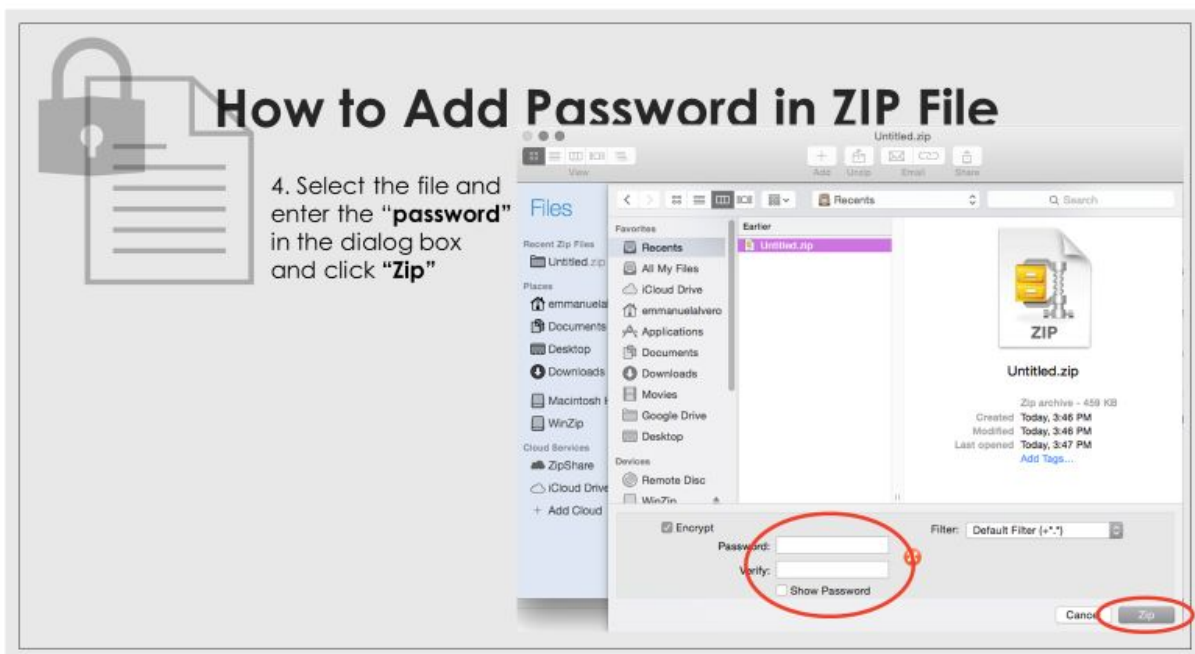 How to Add Password in ZIP File
4. Select the file and
enter the “password”
in the dialog box
and click “Zip”
Untitled.zip
View
Add Unzip Email Share
Files
Recent Zip Files
Untitled.zip
Places
emmanuela
Documents
Desktop
Downloads
Macintosh H
WinZip
Cloud Services
ZipShare
iCloud Drive
+ Add Cloud
Recents
Search
Favorites
Recents
All My Files
iCloud Drive
emmanuelalvero
Applications
Documents
Downloads
Movies
Google Drive
Desktop
Devices
Remote Disc
WinZip
Earlier
Untitled.zip
ZIP
Untitled.zip
Zip archive - 459 KB
Created Today, 3:46 PM
Modified Today, 3:46 PM
Last opened Today, 3:47 PM
Add Tags...
Encrypt
Password:
Verify:
Show Password
Filter: Default Filter (+*.*)
Cance
Zip